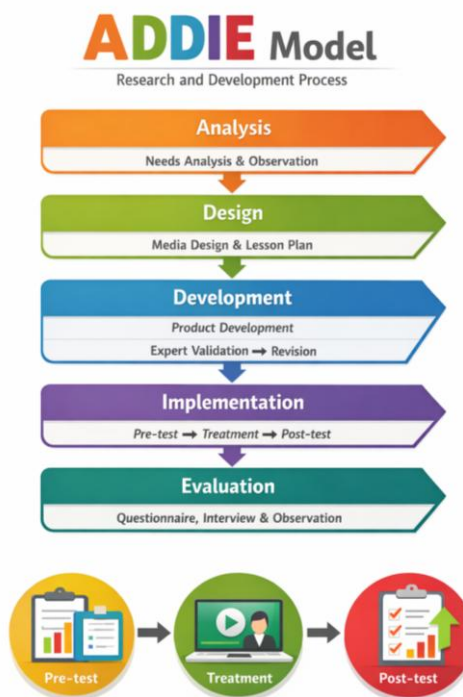 ADDIE Model
Research and Development Process
Analysis
Needs Analysis & Observation
Design
Media Design & Lesson Plan
Development
Product Development
Expert Validation → Revision
Implementation
Pre-test → Treatment → Post-test
Evaluation
Questionnaire, Interview & Observation
Pre-test
Treatment
Post-test